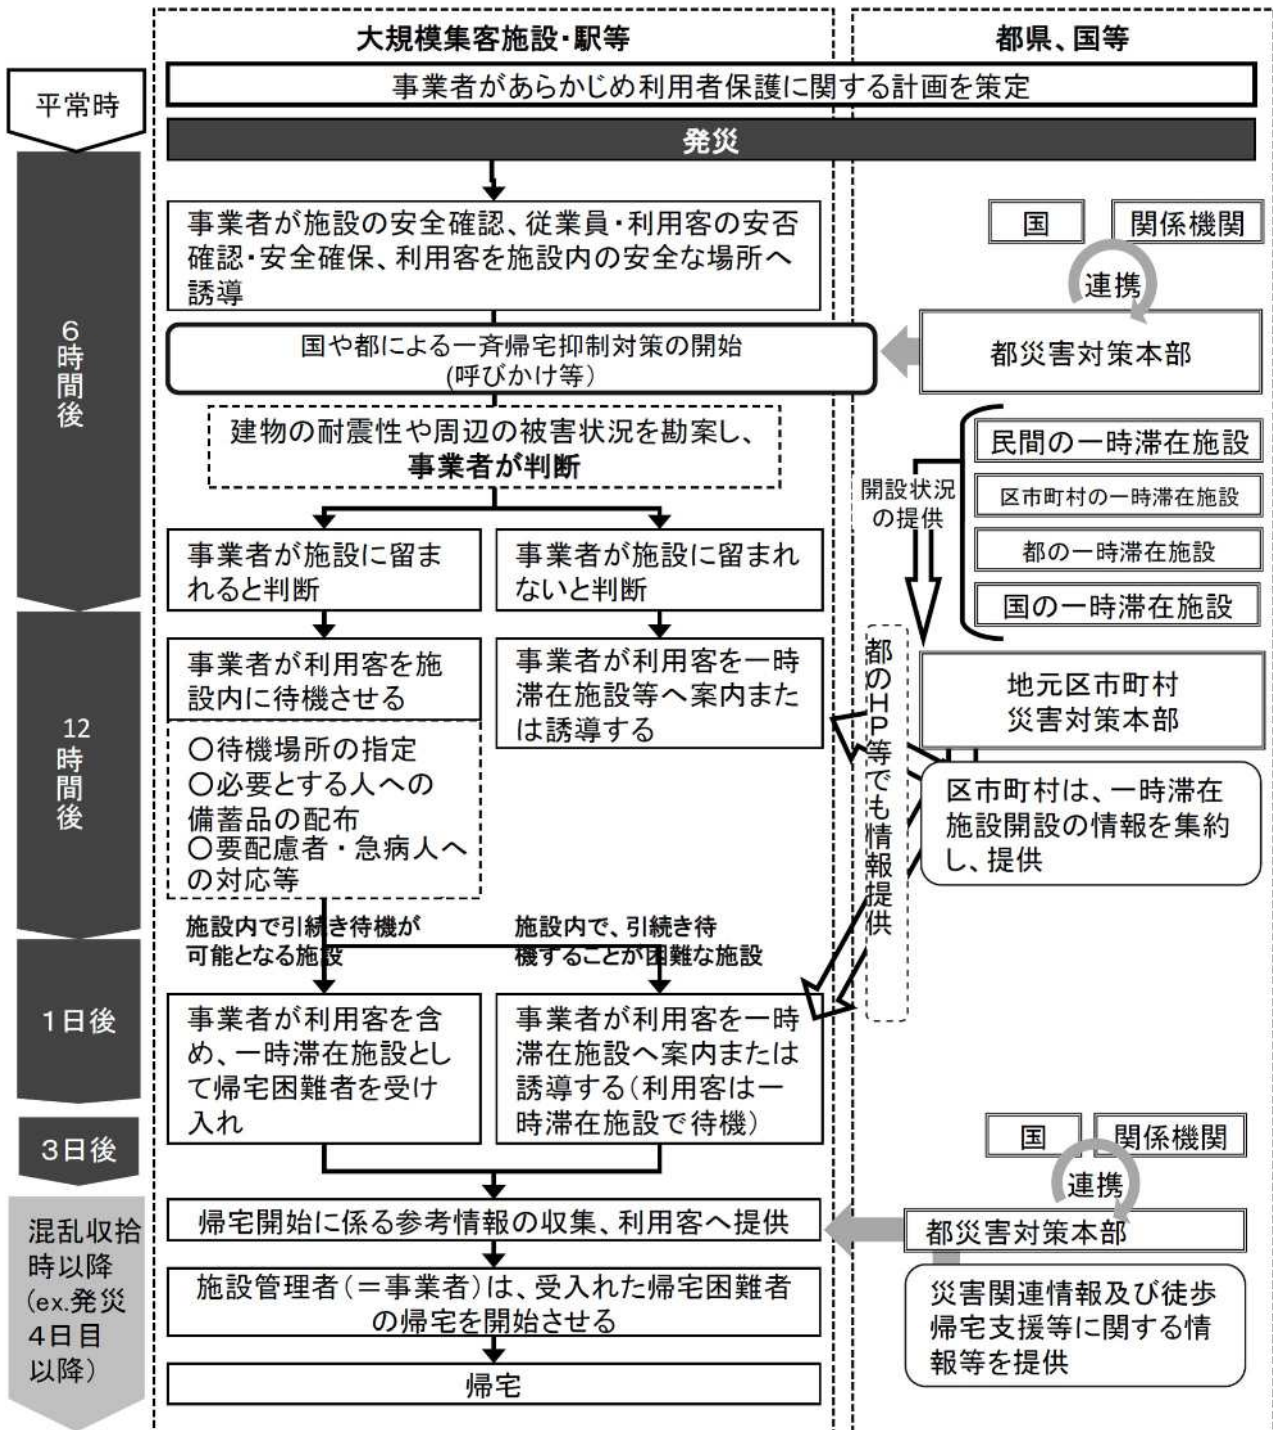 大規模集客施設・駅等
都県、国等
平常時
事業者があらかじめ利用者保護に関する計画を策定
発災
6時間後
事業者が施設の安全確認、従業員・利用客の安否
確認・安全確保、利用客を施設内の安全な場所へ
誘導
国
関係機関
連携
都災害対策本部
国や都による一斉帰宅抑制対策の開始
(呼びかけ等)
建物の耐震性や周辺の被害状況を勘案し、
事業者が判断
民間の一時滞在施設
区市町村の一時滞在施設
都の一時滞在施設
国の一時滞在施設
開設状況
の提供
事業者が施設に留ま
れると判断
事業者が施設に留まれ
ないと判断
12時間後
事業者が利用客を施
設内に待機させる
事業者が利用客を一時
滞在施設等へ案内また
は誘導する
都のHP等でも情報提供
地元区市町村
災害対策本部
区市町村は、一時滞在
施設開設の情報を集約
し、提供
○待機場所の指定
○必要とする人への
備蓄品の配布
○要配慮者・急病人へ
の対応等
施設内で引続き待機が
可能となる施設
施設内で、引続き待
機することが困難な施設
1日後
事業者が利用客を含
め、一時滞在施設とし
て帰宅困難者を受け
入れ
事業者が利用客を一時
滞在施設へ案内または
誘導する(利用客は一
時滞在施設で待機)
3日後
国
関係機関
連携
都災害対策本部
災害関連情報及び徒歩
帰宅支援等に関する情
報等を提供
混乱収拾
時以降
(ex.発災
4日目
以降)
帰宅開始に係る参考情報の収集、利用客へ提供
施設管理者(=事業者)は、受入れた帰宅困難者
の帰宅を開始させる
帰宅